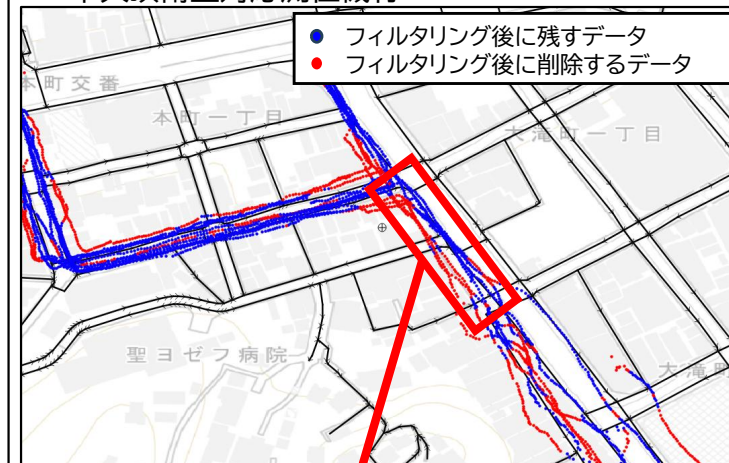 フィルタリング後に残すデータ
フィルタリング後に削除するデータ
本町交番
本町一丁目
大滝町一丁目
聖ヨゼフ病院
大滝町